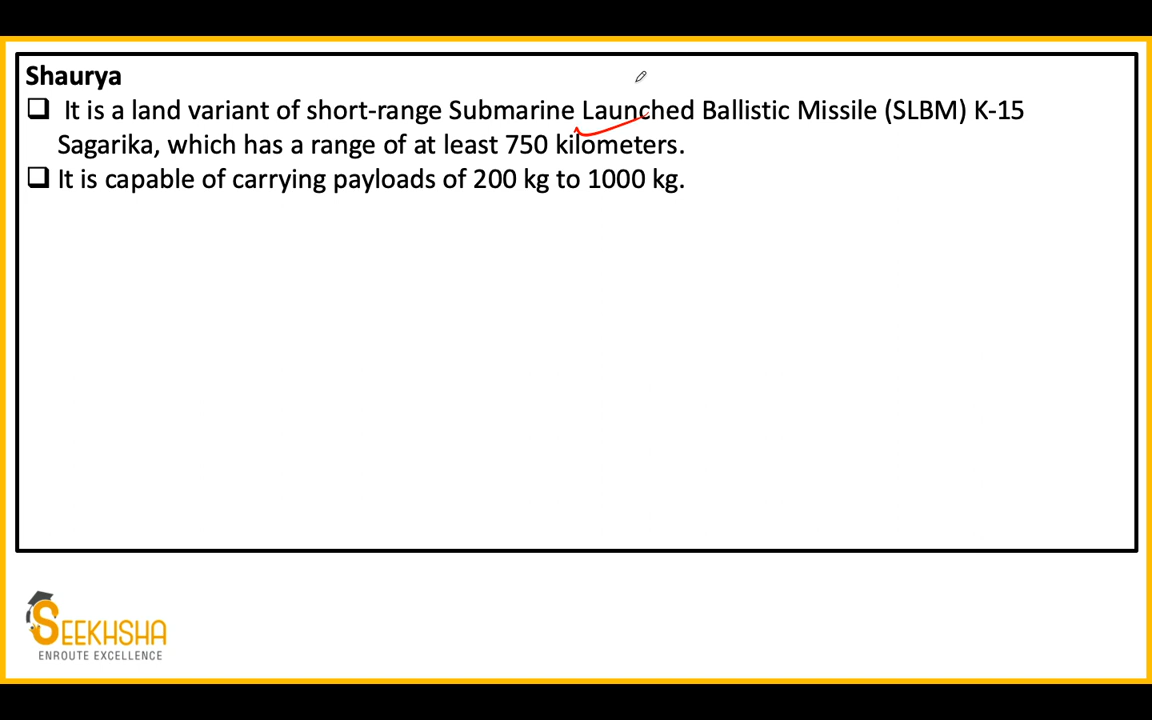 Shaurya
❑ It is a land variant of short-range Submarine Launched Ballistic Missile (SLBM) K-15
Sagarika, which has a range of at least 750 kilometers.
❑ It is capable of carrying payloads of 200 kg to 1000 kg.
SEEKHSHA
ENROUTE EXCELLENCE